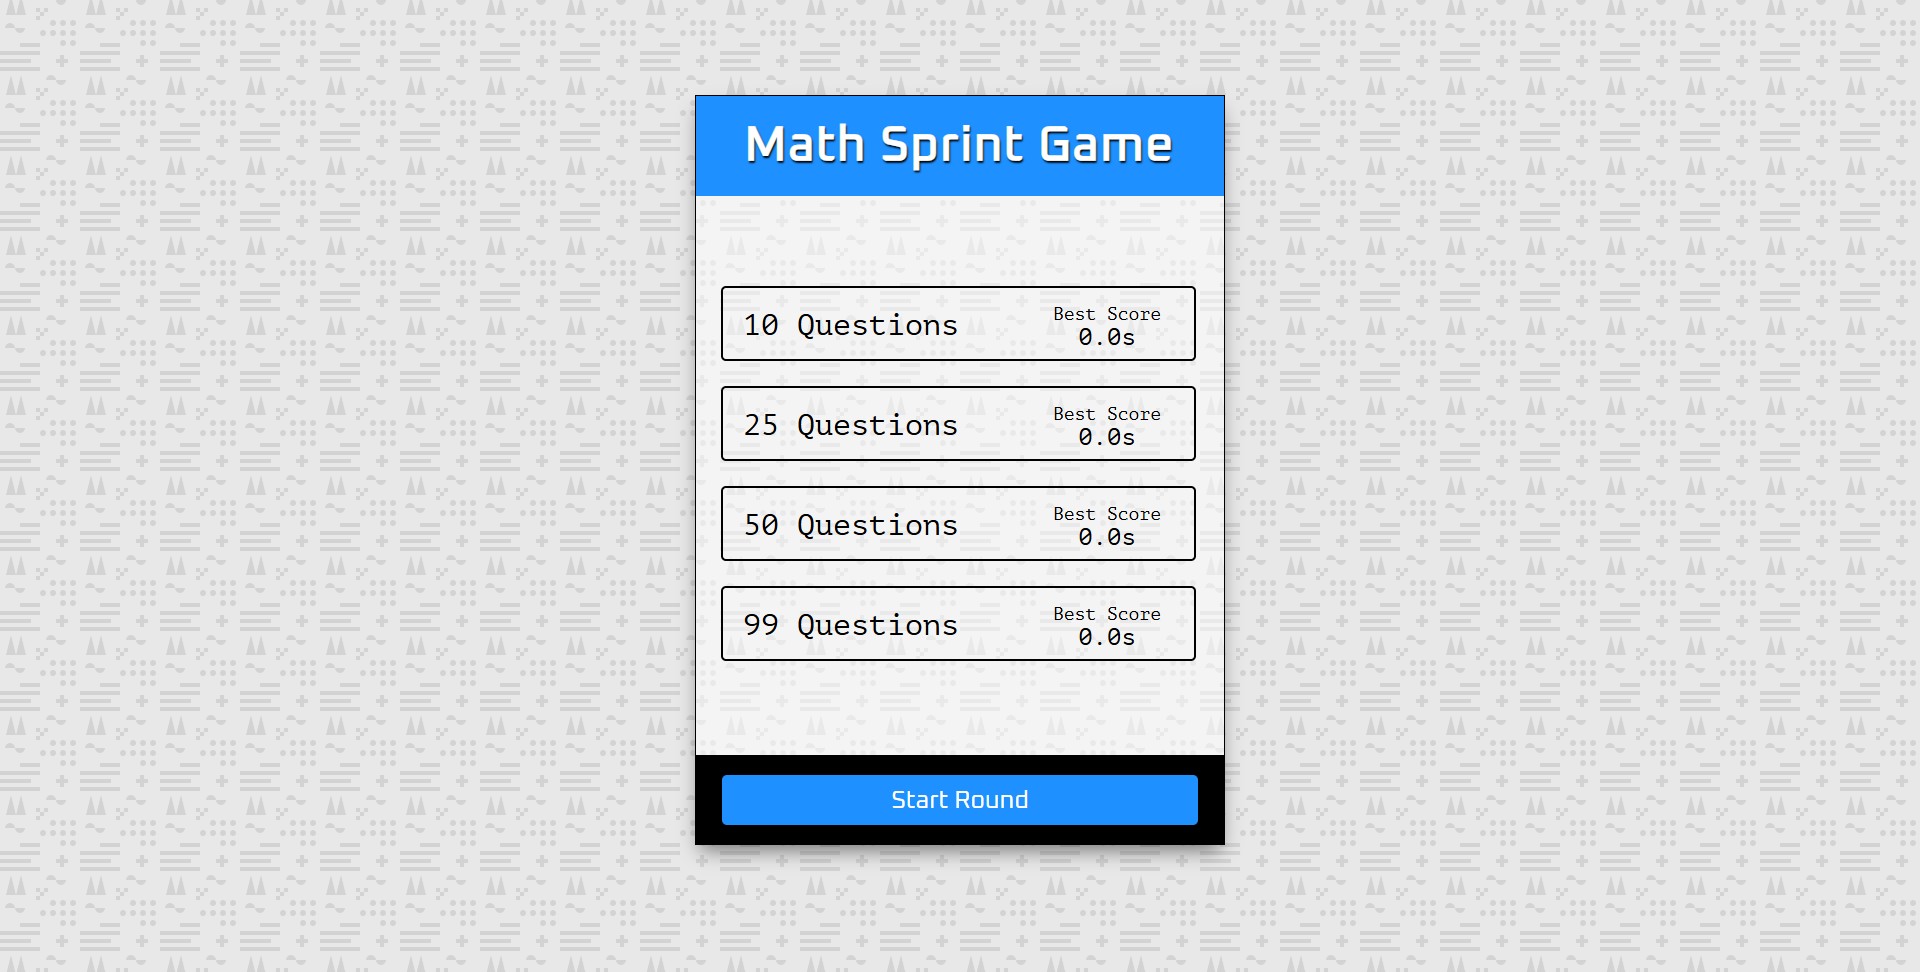 Math Sprint Game
10 Questions
Best Score
0.0s
25 Questions
Best Score
0.0s
50 Questions
Best Score
0.0s
99 Questions
Best Score
0.0s
Start Round